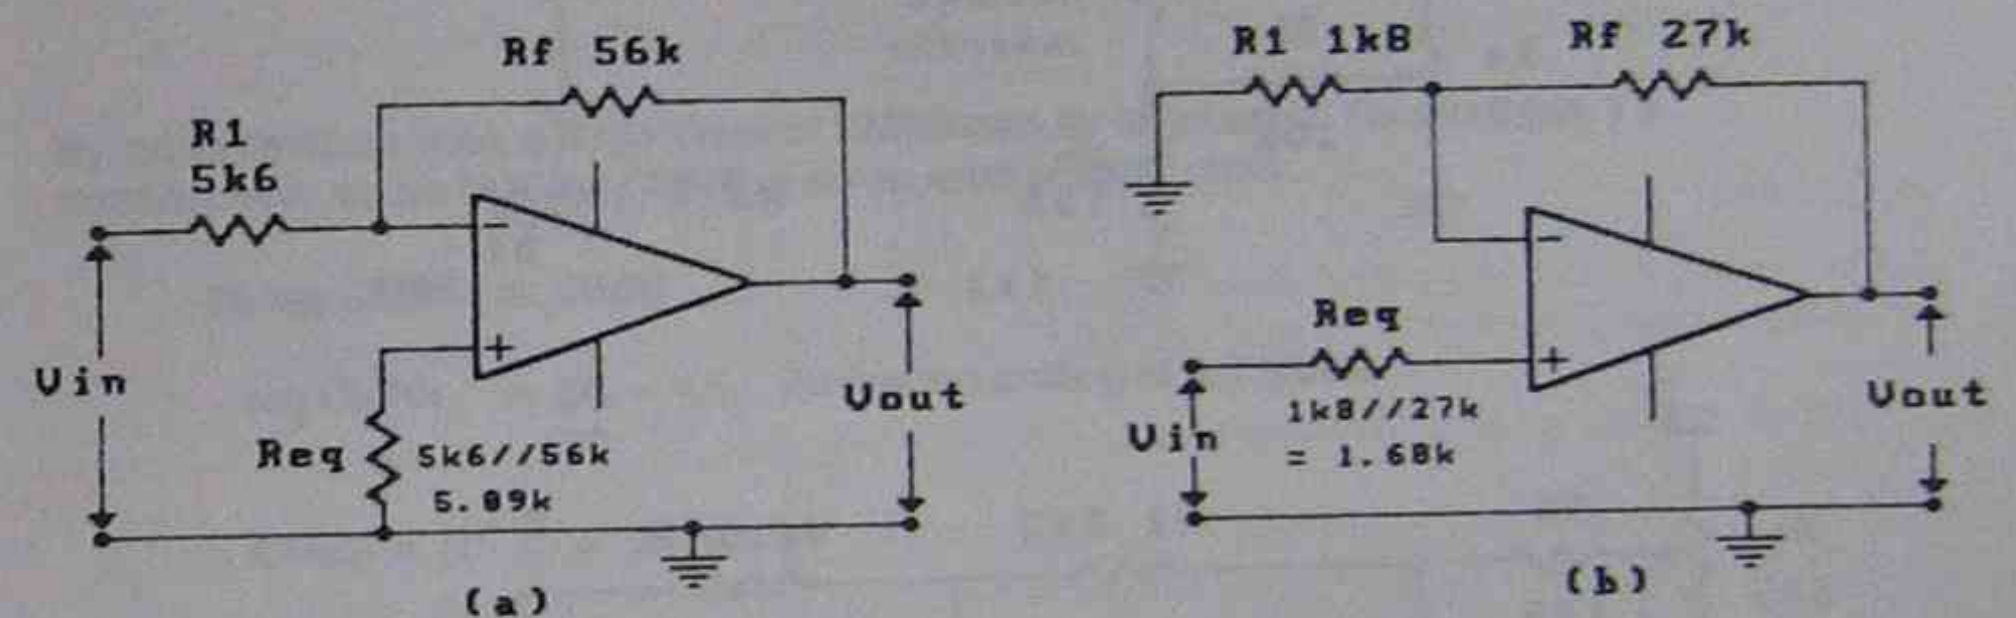 Rf 56k
R1
5k6
−
+
Vin
Vout
Req
5k6//56k
5.09k
(a)
R1 1k8
Rf 27k
−
+
Req
1k8//27k
= 1.68k
Vin
Vout
(b)